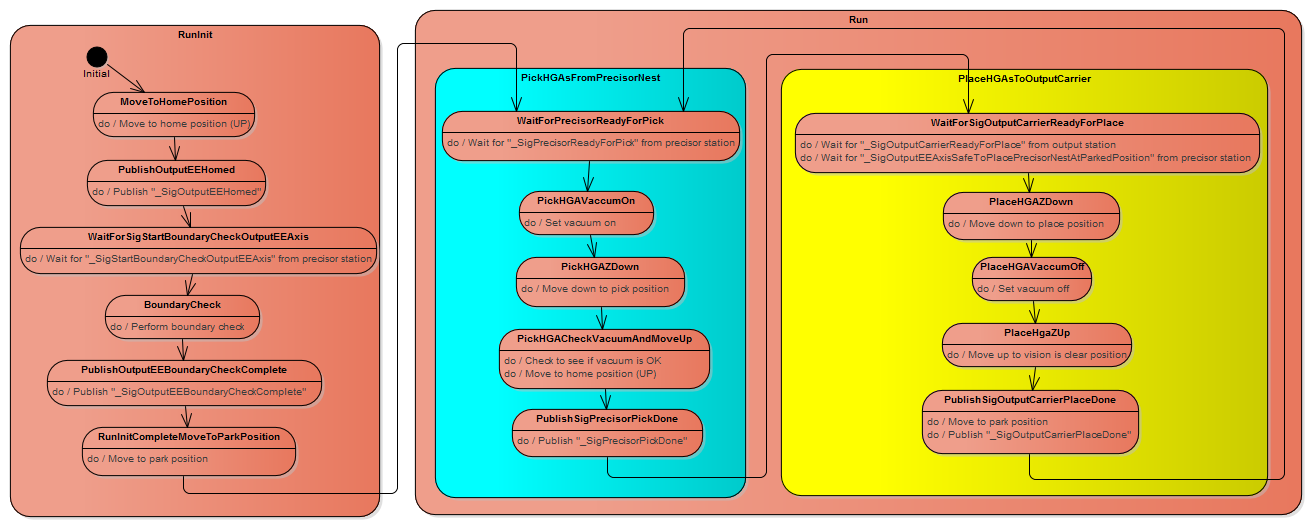 RunInit
Initial
MoveToHomePosition
do / Move to home position (UP)
PublishOutputEEHomed
do / Publish "_SigOutputEEHomed"
WaitForSigStartBoundaryCheckOutputEEAxis
do / Wait for "_SigStartBoundaryCheckOutputEEAxis" from precisor station
BoundaryCheck
do / Perform boundary check
PublishOutputEEBoundaryCheckComplete
do / Publish "_SigOutputEEBoundaryCheckComplete"
RunInitCompleteMoveToParkPosition
do / Move to park position
Run
PickHGAsFromPrecisorNest
WaitForPrecisorReadyForPick
do / Wait for "_SigPrecisorReadyForPick" from precisor station
PickHGAVaccumOn
do / Set vacuum on
PickHGAZDown
do / Move down to pick position
PickHGACheckVacuumAndMoveUp
do / Check to see if vacuum is OK
do / Move to home position (UP)
PublishSigPrecisorPickDone
do / Publish "_SigPrecisorPickDone"
PlaceHGAsToOutputCarrier
WaitForSigOutputCarrierReadyForPlace
do / Wait for "_SigOutputCarrierReadyForPlace" from output station
do / Wait for "_SigOutputEEAxisSafeToPlacePrecisorNestAtParkedPosition" from precisor station
PlaceHGAZDown
do / Move down to place position
PlaceHGAVacuumOff
do / Set vacuum off
PlaceHgaZUp
do / Move up to vision is clear position
PublishSigOutputCarrierPlaceDone
do / Move to park position
do / Publish "_SigOutputCarrierPlaceDone"